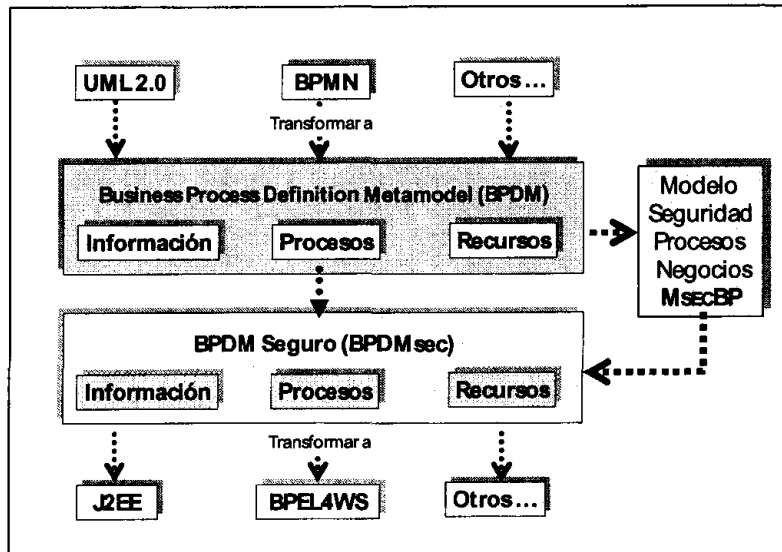 UML 2.0
BPMN
Otros...
Transformar a
Business Process Definition Metamodel (BPDM)
Información
Procesos
Recursos
Modelo
Seguridad
Procesos
Negocios
MSECBP
BPDM Seguro (BPDMsec)
Información
Procesos
Recursos
Transformar a
J2EE
BPEL4WS
Otros...